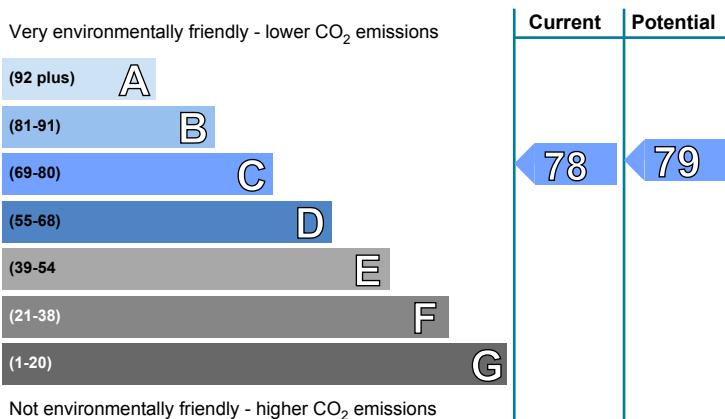 Very environmentally friendly - lower CO₂ emissions
Current
Potential
(92 plus) A
(81-91) B
(69-80) C
78
79
(55-68) D
(39-54 E
(21-38) F
(1-20) G
Not environmentally friendly - higher CO₂ emissions